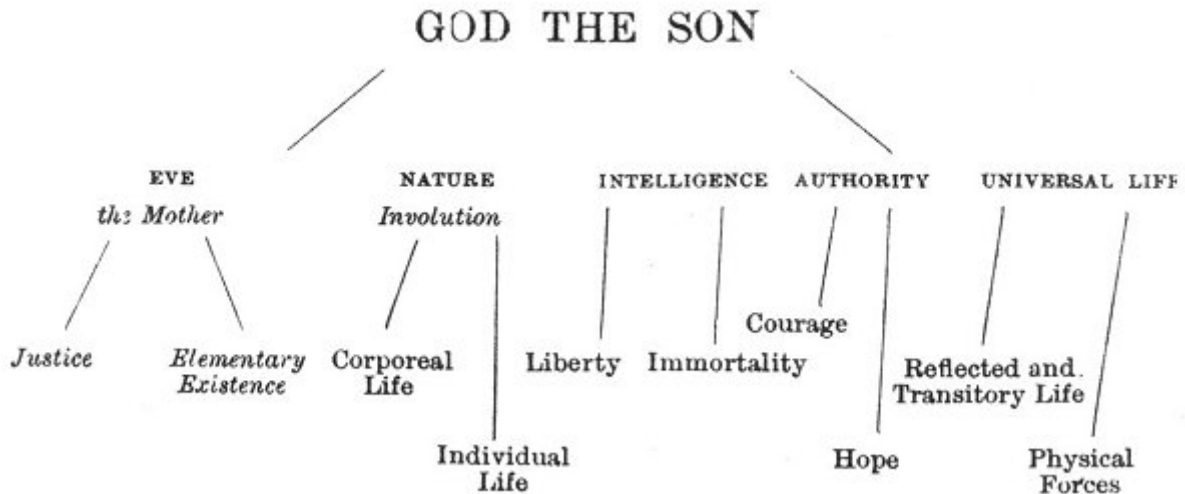 GOD THE SON
EVE NATURE INTELLIGENCE AUTHORITY UNIVERSAL LIFE
the Mother Involution
Courage
Justice Elementary Corporeal Liberty Immortality Reflected and
Existence Life Transitory Life
Individual Hope Physical
Life Forces